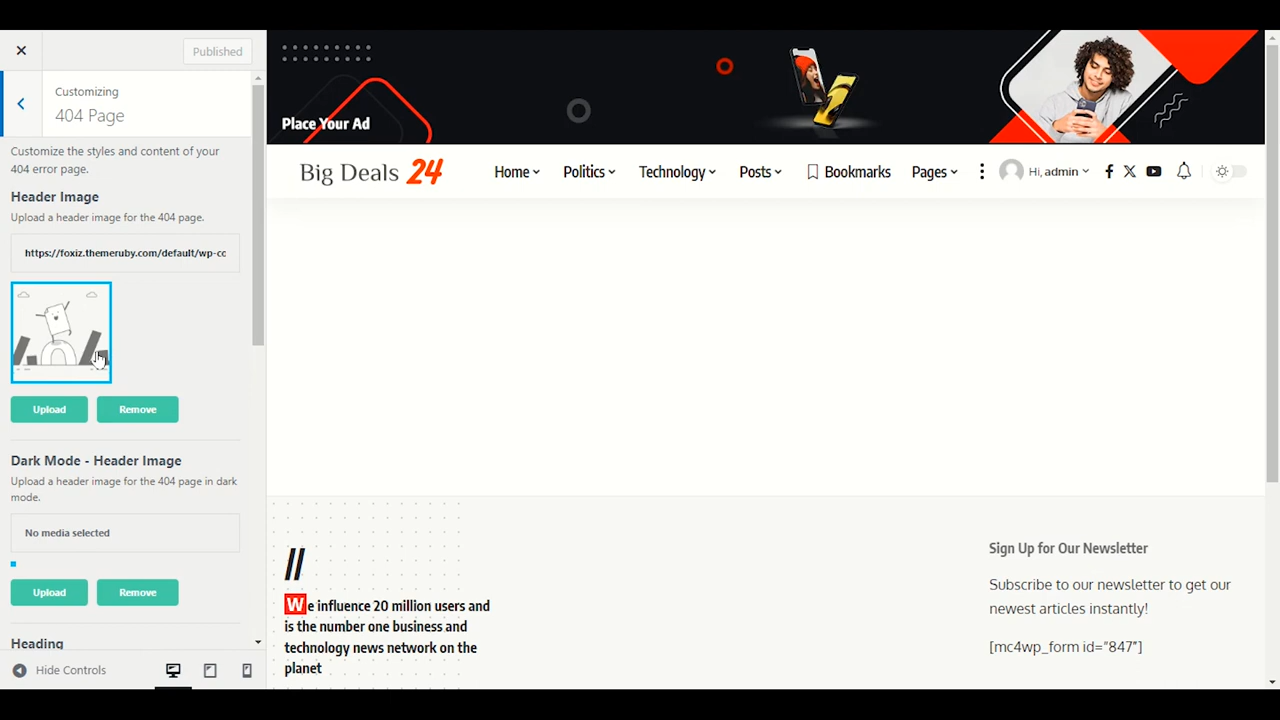 Published
Customizing
404 Page
Customize the styles and content of your
404 error page.
Header Image
Upload a header image for the 404 page.
https://foxiz.themeruby.com/default/wp-cc
Upload
Remove
Dark Mode - Header Image
Upload a header image for the 404 page in dark
mode.
No media selected
Upload
Remove
Heading
Hide Controls
Place Your Ad
Big Deals 24
Home
Politics
Technology
Posts
Bookmarks
Pages
Hi, admin
//
We influence 20 million users and
is the number one business and
technology news network on the
planet
Sign Up for Our Newsletter
Subscribe to our newsletter to get our
newest articles instantly!
[mc4wp_form id="847"]